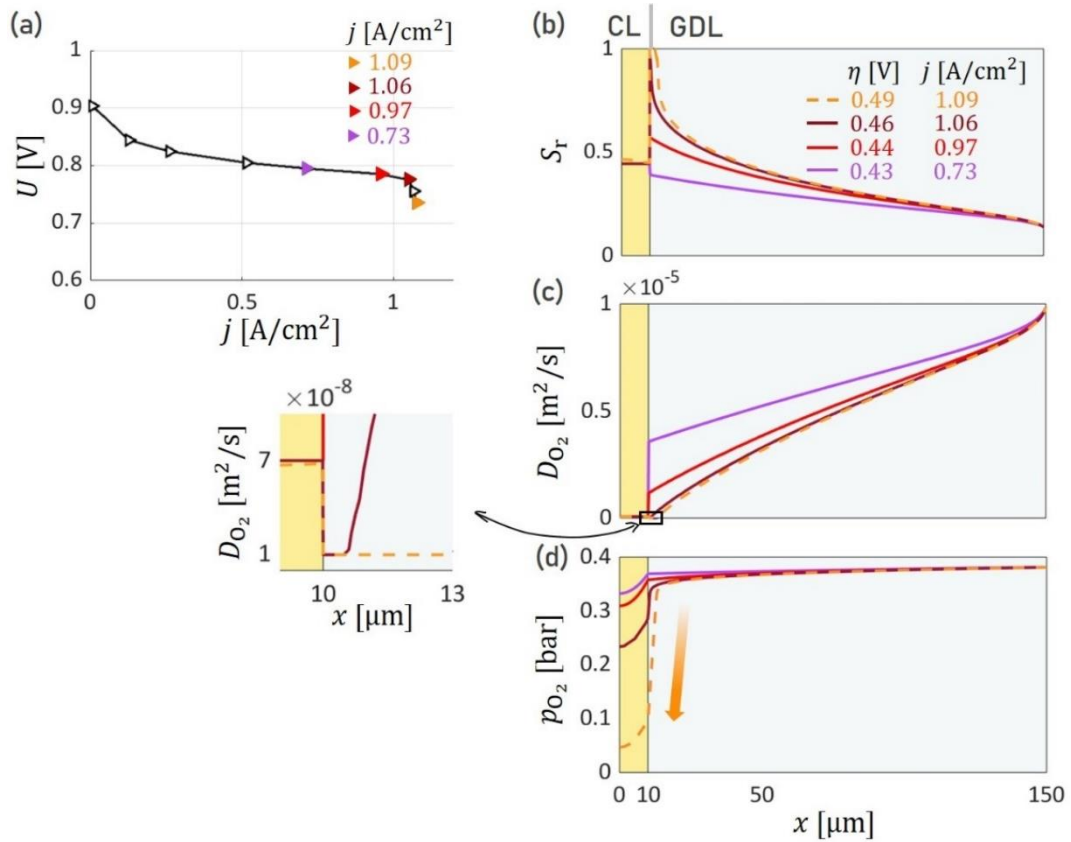 (a)
j [A/cm²]
1.09
1.06
0.97
0.73
1
0.9
0.8
0.7
0.6
U [V]
0
0.5
1
j [A/cm²]
×10⁻⁸
7
1
D_O₂ [m²/s]
10
13
x [μm]
(b)
CL GDL
η [V] j [A/cm²]
0.49 1.09
0.46 1.06
0.44 0.97
0.43 0.73
1
0.5
0
S_r
(c)
×10⁻⁵
1
0.5
0
D_O₂ [m²/s]
(d)
0.4
0.3
0.2
0.1
0
p_O₂ [bar]
0 10 50 150
x [μm]